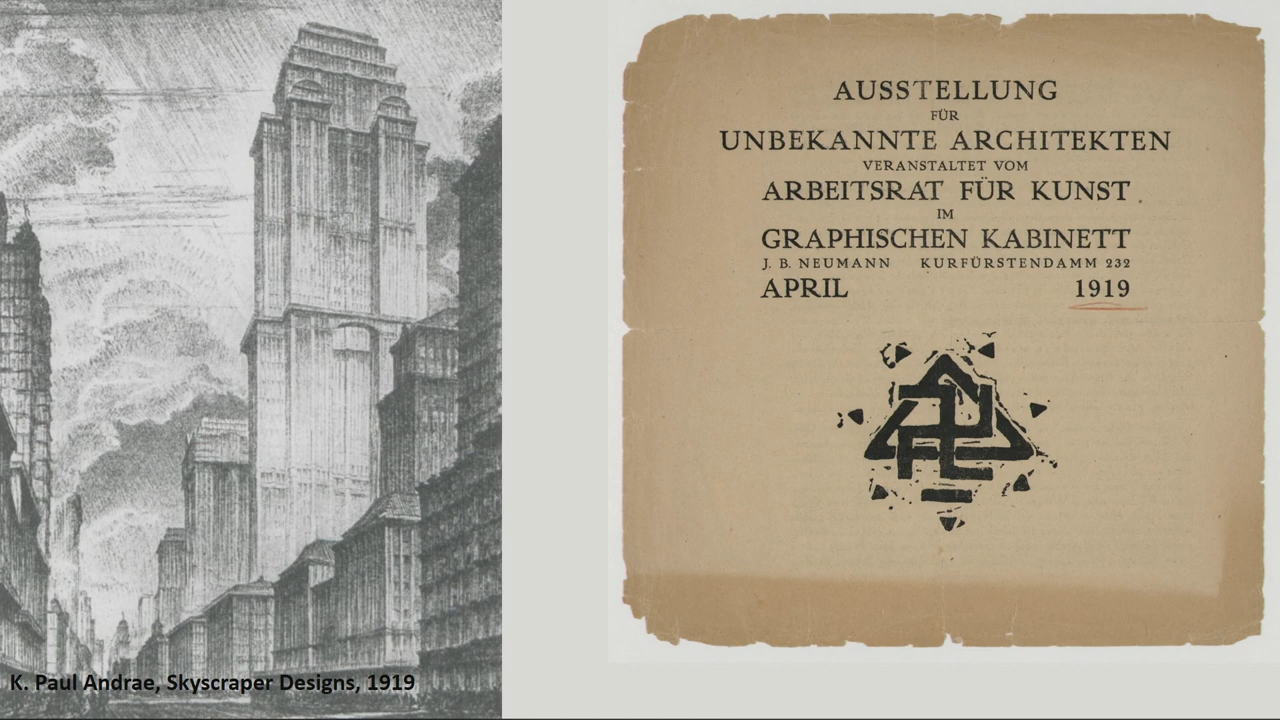 K. Paul Andrae, Skyscraper Designs, 1919
AUSSTELLUNG
FÜR
UNBEKANNTE ARCHITEKTEN
VERANSTALTET VOM
ARBEITSRAT FÜR KUNST
IM
GRAPHISCHEN KABINETT
J. B. NEUMANN KURFÜRSTENDAMM 232
APRIL 1919